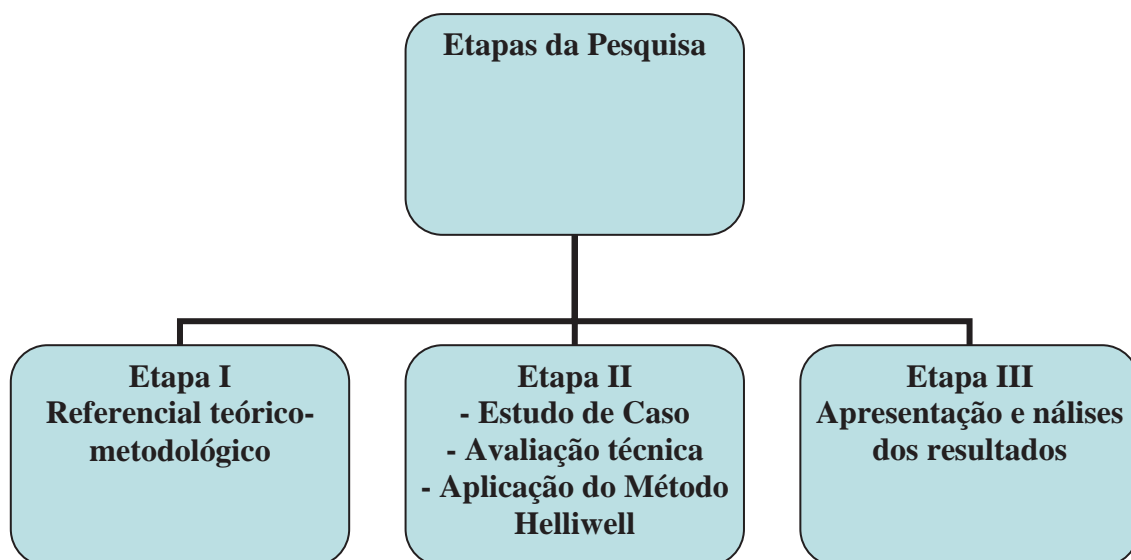 Etapas da Pesquisa
Etapa I
Referencial teórico-
metodológico
Etapa II
- Estudo de Caso
- Avaliação técnica
- Aplicação do Método
Helliwell
Etapa III
Apresentação e nálises
dos resultados